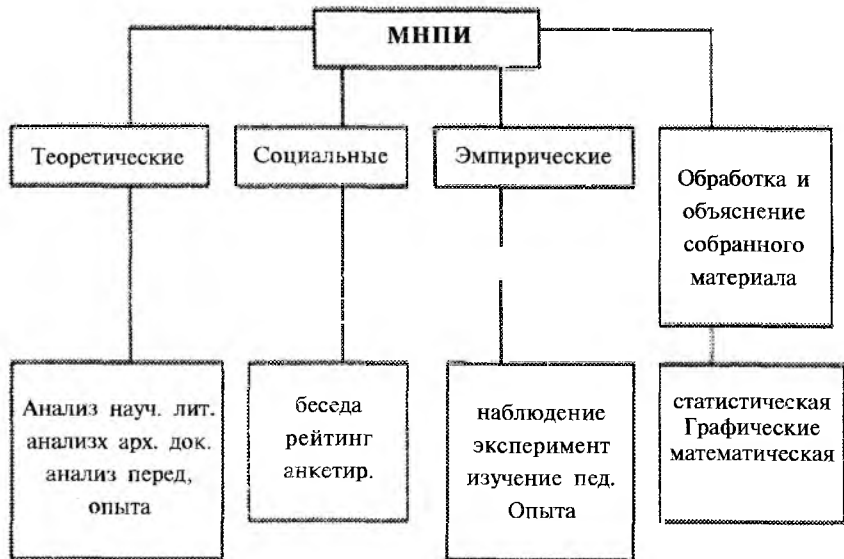 МНПИ
Теоретические
Социальные
Эмпирические
Обработка и
объяснение
собранного
материала
Анализ науч. лит.
анализх арх. док.
анализ перед,
опыта
беседа
рейтинг
анкетир.
наблюдение
эксперимент
изучение пед.
Опыта
статистическая
Графические
математическая